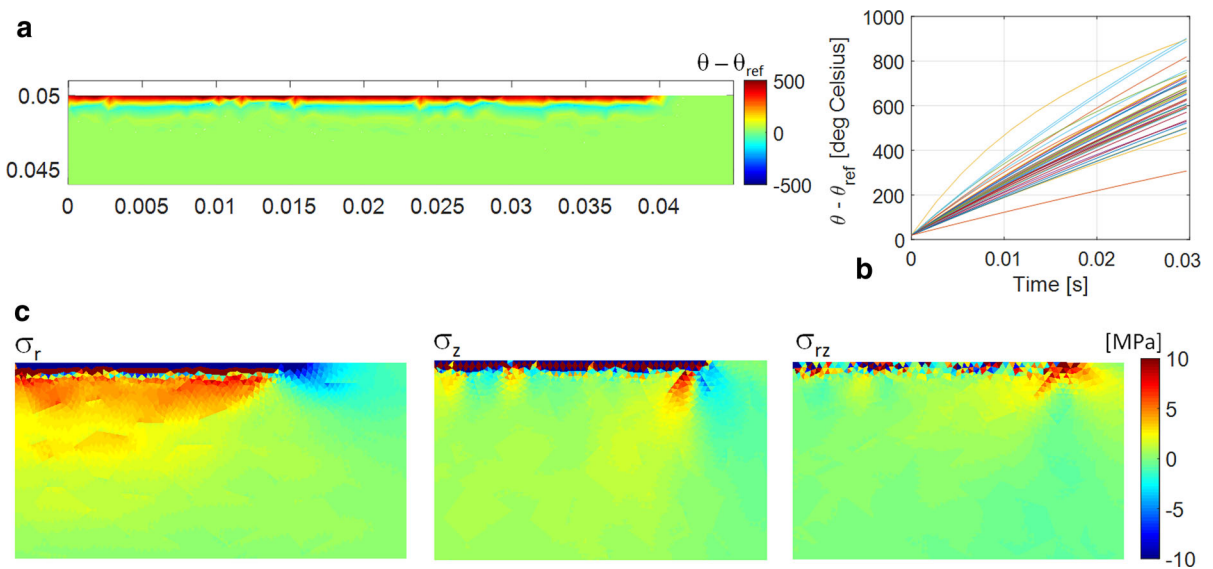 a
θ − θref
500
0
-500
0.05
0.045
0
0.005
0.01
0.015
0.02
0.025
0.03
0.035
0.04
1000
800
600
400
200
0
θ - θref [deg Celsius]
0
0.01
0.02
0.03
b
Time [s]
c
σr
σz
σrz
[MPa]
10
5
0
-5
-10